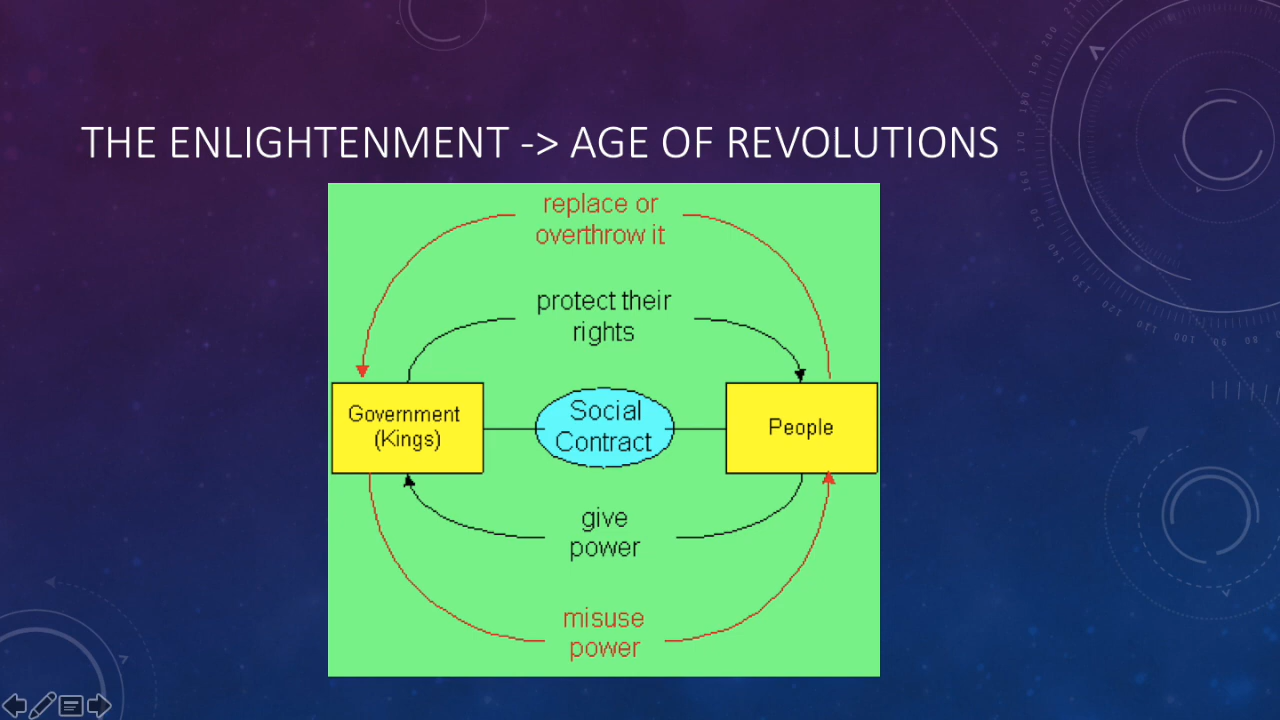 THE ENLIGHTENMENT -> AGE OF REVOLUTIONS
replace or
overthrow it
protect their
rights
Government
(Kings)
Social
Contract
People
give
power
misuse
power